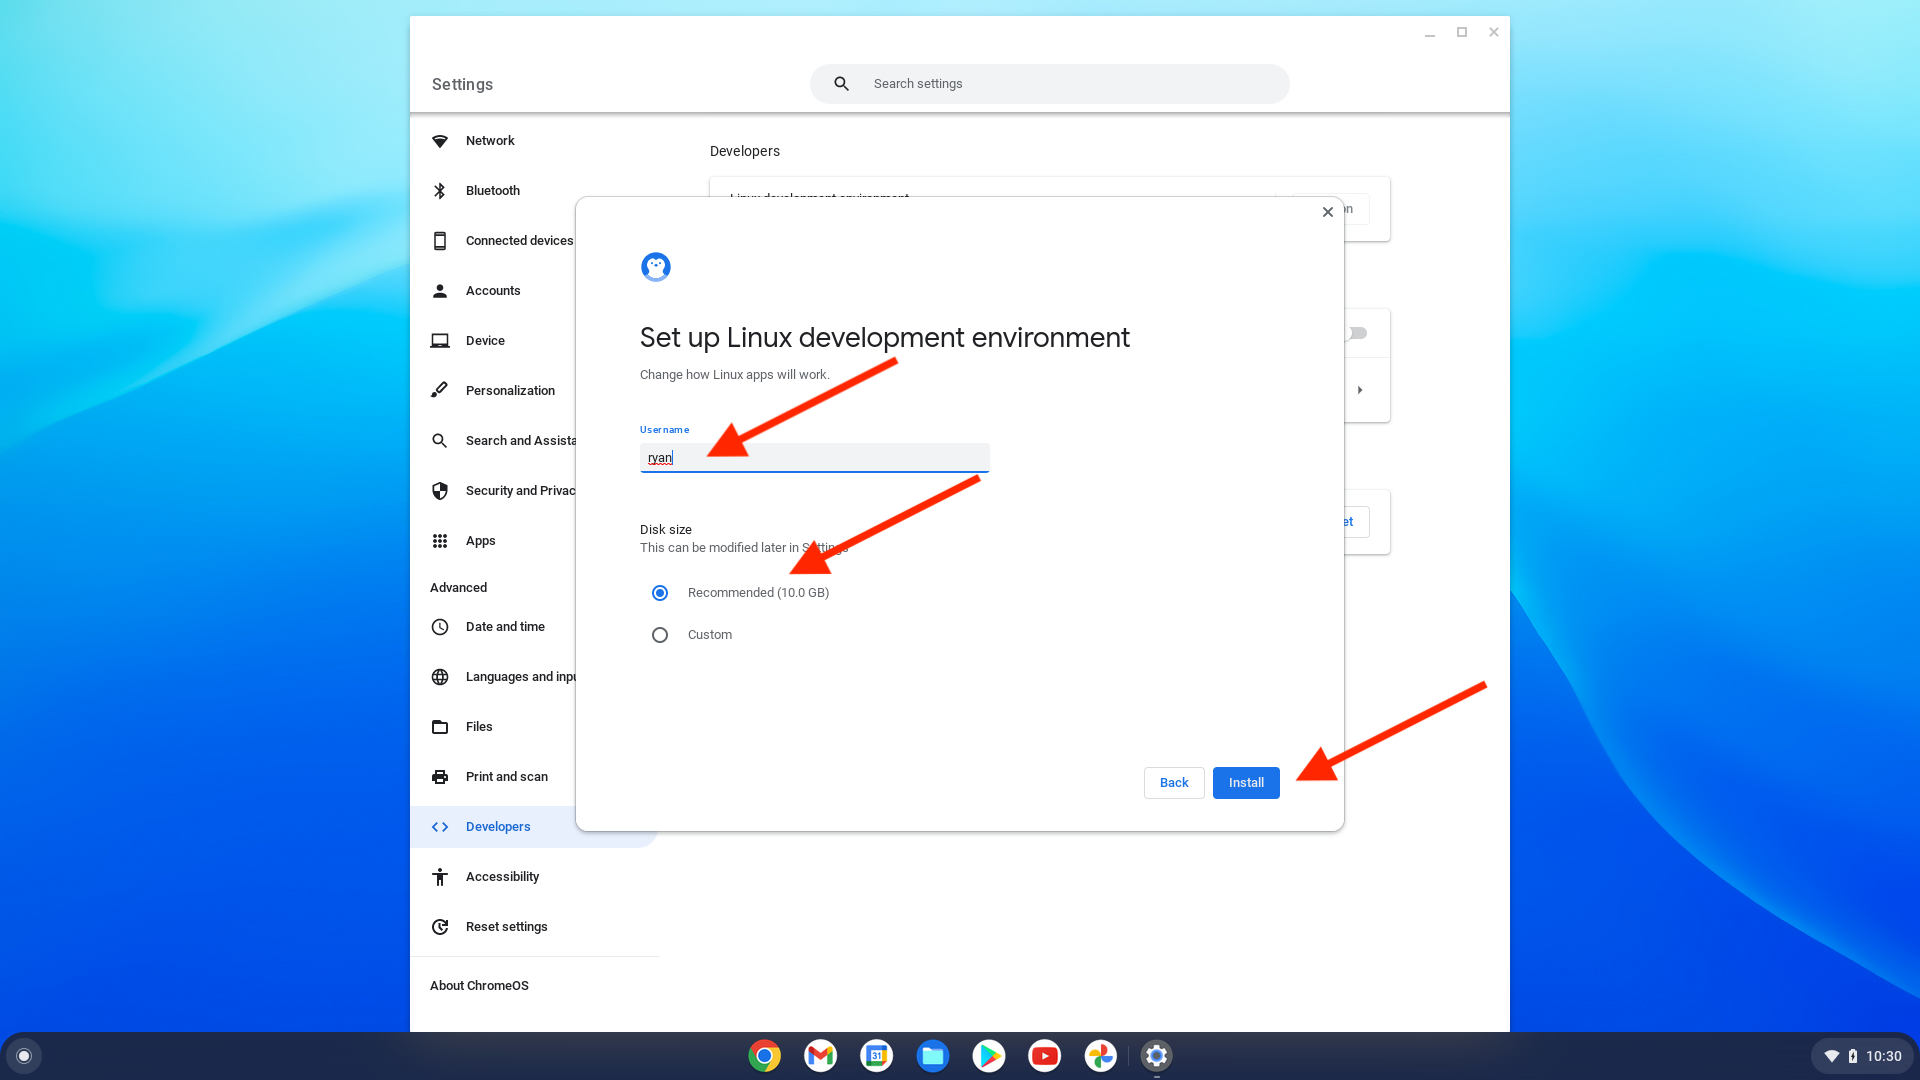 Settings
Search settings
Network
Bluetooth
Connected devices
Accounts
Device
Personalization
Search and Assista
Security and Privac
Apps
Advanced
Date and time
Languages and inpu
Files
Print and scan
Developers
Accessibility
Reset settings
About ChromeOS
Developers
Linux development environment
on
et
Set up Linux development environment
Change how Linux apps will work.
Username
ryan
Disk size
This can be modified later in Settings
Recommended (10.0 GB)
Custom
Back
Install
31
10:30